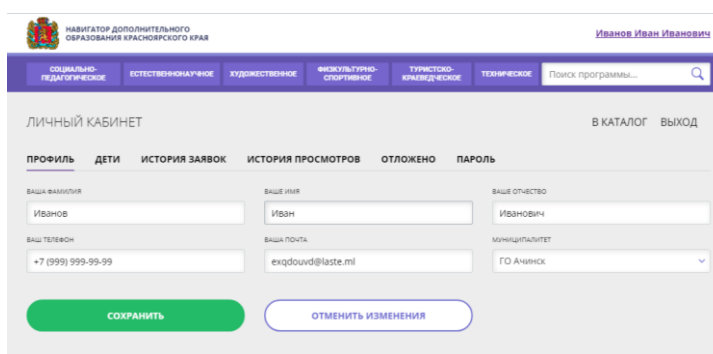 НАВИГАТОР ДОПОЛНИТЕЛЬНОГО
ОБРАЗОВАНИЯ КРАСНОЯРСКОГО КРАЯ
Иванов Иван Иванович
СОЦИАЛЬНО-
ПЕДАГОГИЧЕСКОЕ
ЕСТЕСТВЕННОНАУЧНОЕ
ХУДОЖЕСТВЕННОЕ
ФИЗКУЛЬТУРНО-
СПОРТИВНОЕ
ТУРИСТСКО-
КРАЕВЕДЧЕСКОЕ
ТЕХНИЧЕСКОЕ
Поиск программы...
ЛИЧНЫЙ КАБИНЕТ
В КАТАЛОГ ВЫХОД
ПРОФИЛЬ ДЕТИ ИСТОРИЯ ЗАЯВОК ИСТОРИЯ ПРОСМОТРОВ ОТЛОЖЕНО ПАРОЛЬ
ВАША ФАМИЛИЯ ВАШЕ ИМЯ ВАШЕ ОТЧЕСТВО
Иванов Иван Иванович
ВАШ ТЕЛЕФОН ВАША ПОЧТА МУНИЦИПАЛИТЕТ
+7 (999) 999-99-99 exqdouvd@laste.ml ГО Ачинск
СОХРАНИТЬ ОТМЕНИТЬ ИЗМЕНЕНИЯ